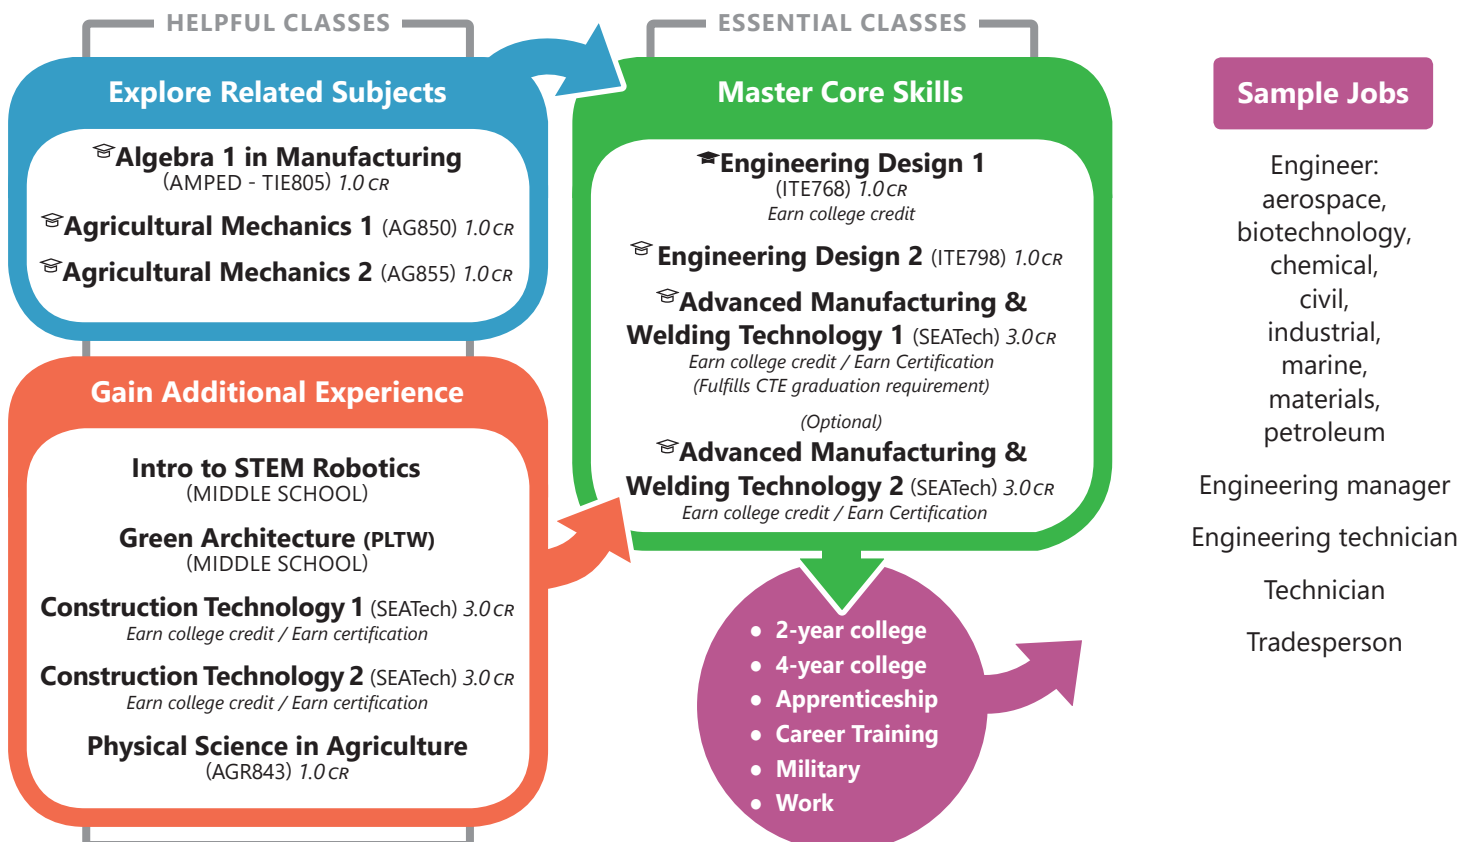 HELPFUL CLASSES
Explore Related Subjects
Algebra 1 in Manufacturing
(AMPED - TIE805) 1.0 CR
Agricultural Mechanics 1 (AG850) 1.0 CR
Agricultural Mechanics 2 (AG855) 1.0 CR
Gain Additional Experience
Intro to STEM Robotics
(MIDDLE SCHOOL)
Green Architecture (PLTW)
(MIDDLE SCHOOL)
Construction Technology 1 (SEATech) 3.0 CR
Earn college credit / Earn certification
Construction Technology 2 (SEATech) 3.0 CR
Earn college credit / Earn certification
Physical Science in Agriculture
(AGR843) 1.0 CR
ESSENTIAL CLASSES
Master Core Skills
Engineering Design 1
(ITE768) 1.0 CR
Earn college credit
Engineering Design 2 (ITE798) 1.0 CR
Advanced Manufacturing &
Welding Technology 1 (SEATech) 3.0 CR
Earn college credit / Earn Certification
(Fulfills CTE graduation requirement)
(Optional)
Advanced Manufacturing &
Welding Technology 2 (SEATech) 3.0 CR
Earn college credit / Earn Certification
• 2-year college
• 4-year college
• Apprenticeship
• Career Training
• Military
• Work
Sample Jobs
Engineer:
aerospace,
biotechnology,
chemical,
civil,
industrial,
marine,
materials,
petroleum
Engineering manager
Engineering technician
Technician
Tradesperson